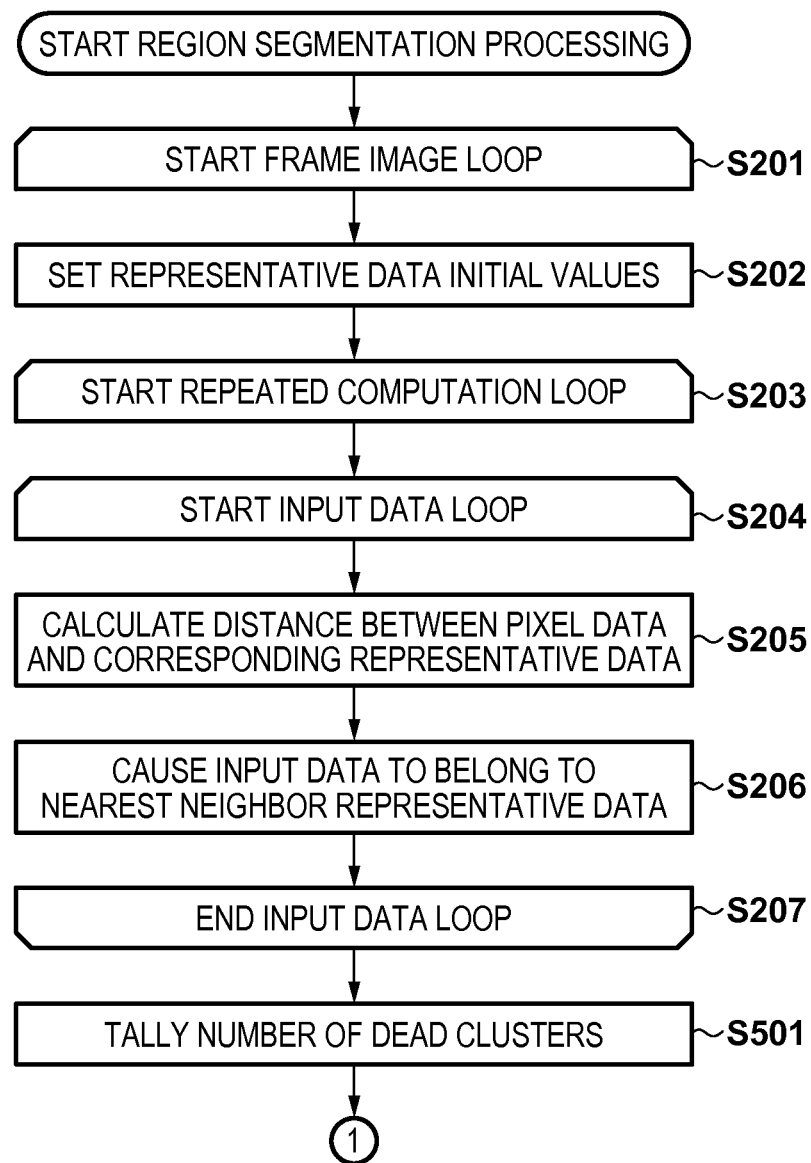 START REGION SEGMENTATION PROCESSING
START FRAME IMAGE LOOP
S201
SET REPRESENTATIVE DATA INITIAL VALUES
S202
START REPEATED COMPUTATION LOOP
S203
START INPUT DATA LOOP
S204
CALCULATE DISTANCE BETWEEN PIXEL DATA
AND CORRESPONDING REPRESENTATIVE DATA
S205
CAUSE INPUT DATA TO BELONG TO
NEAREST NEIGHBOR REPRESENTATIVE DATA
S206
END INPUT DATA LOOP
S207
TALLY NUMBER OF DEAD CLUSTERS
S501
1